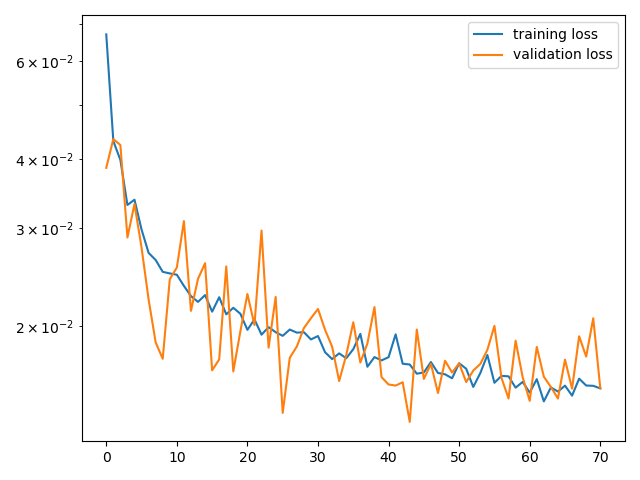 training loss
validation loss
6 × 10⁻²
4 × 10⁻²
3 × 10⁻²
2 × 10⁻²
0 10 20 30 40 50 60 70